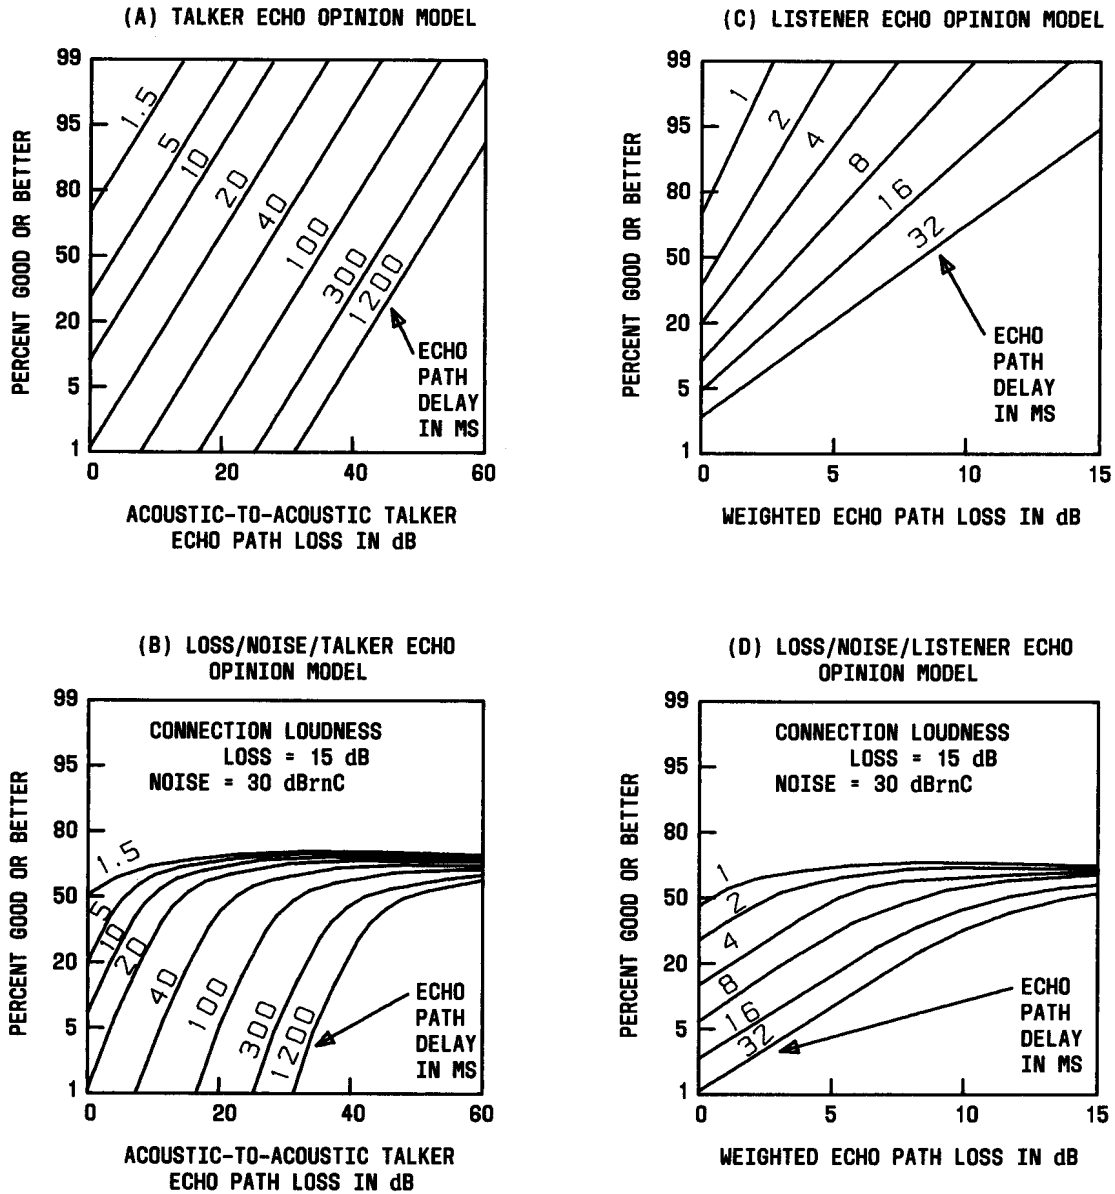 (A) TALKER ECHO OPINION MODEL
PERCENT GOOD OR BETTER
99
95
80
50
20
5
1
1.5
5
10
20
40
100
300
1200
ECHO
PATH
DELAY
IN MS
0
20
40
60
ACOUSTIC-TO-ACOUSTIC TALKER
ECHO PATH LOSS IN dB
(C) LISTENER ECHO OPINION MODEL
PERCENT GOOD OR BETTER
99
95
80
50
20
5
1
1
2
4
8
16
32
ECHO
PATH
DELAY
IN MS
0
5
10
15
WEIGHTED ECHO PATH LOSS IN dB
(B) LOSS/NOISE/TALKER ECHO
OPINION MODEL
PERCENT GOOD OR BETTER
99
95
80
50
20
5
1
CONNECTION LOUDNESS
LOSS = 15 dB
NOISE = 30 dBrnC
1.5
5
10
20
40
100
300
1200
ECHO
PATH
DELAY
IN MS
0
20
40
60
ACOUSTIC-TO-ACOUSTIC TALKER
ECHO PATH LOSS IN dB
(D) LOSS/NOISE/LISTENER ECHO
OPINION MODEL
PERCENT GOOD OR BETTER
99
95
80
50
20
5
1
CONNECTION LOUDNESS
LOSS = 15 dB
NOISE = 30 dBrnC
1
2
4
8
16
32
ECHO
PATH
DELAY
IN MS
0
5
10
15
WEIGHTED ECHO PATH LOSS IN dB